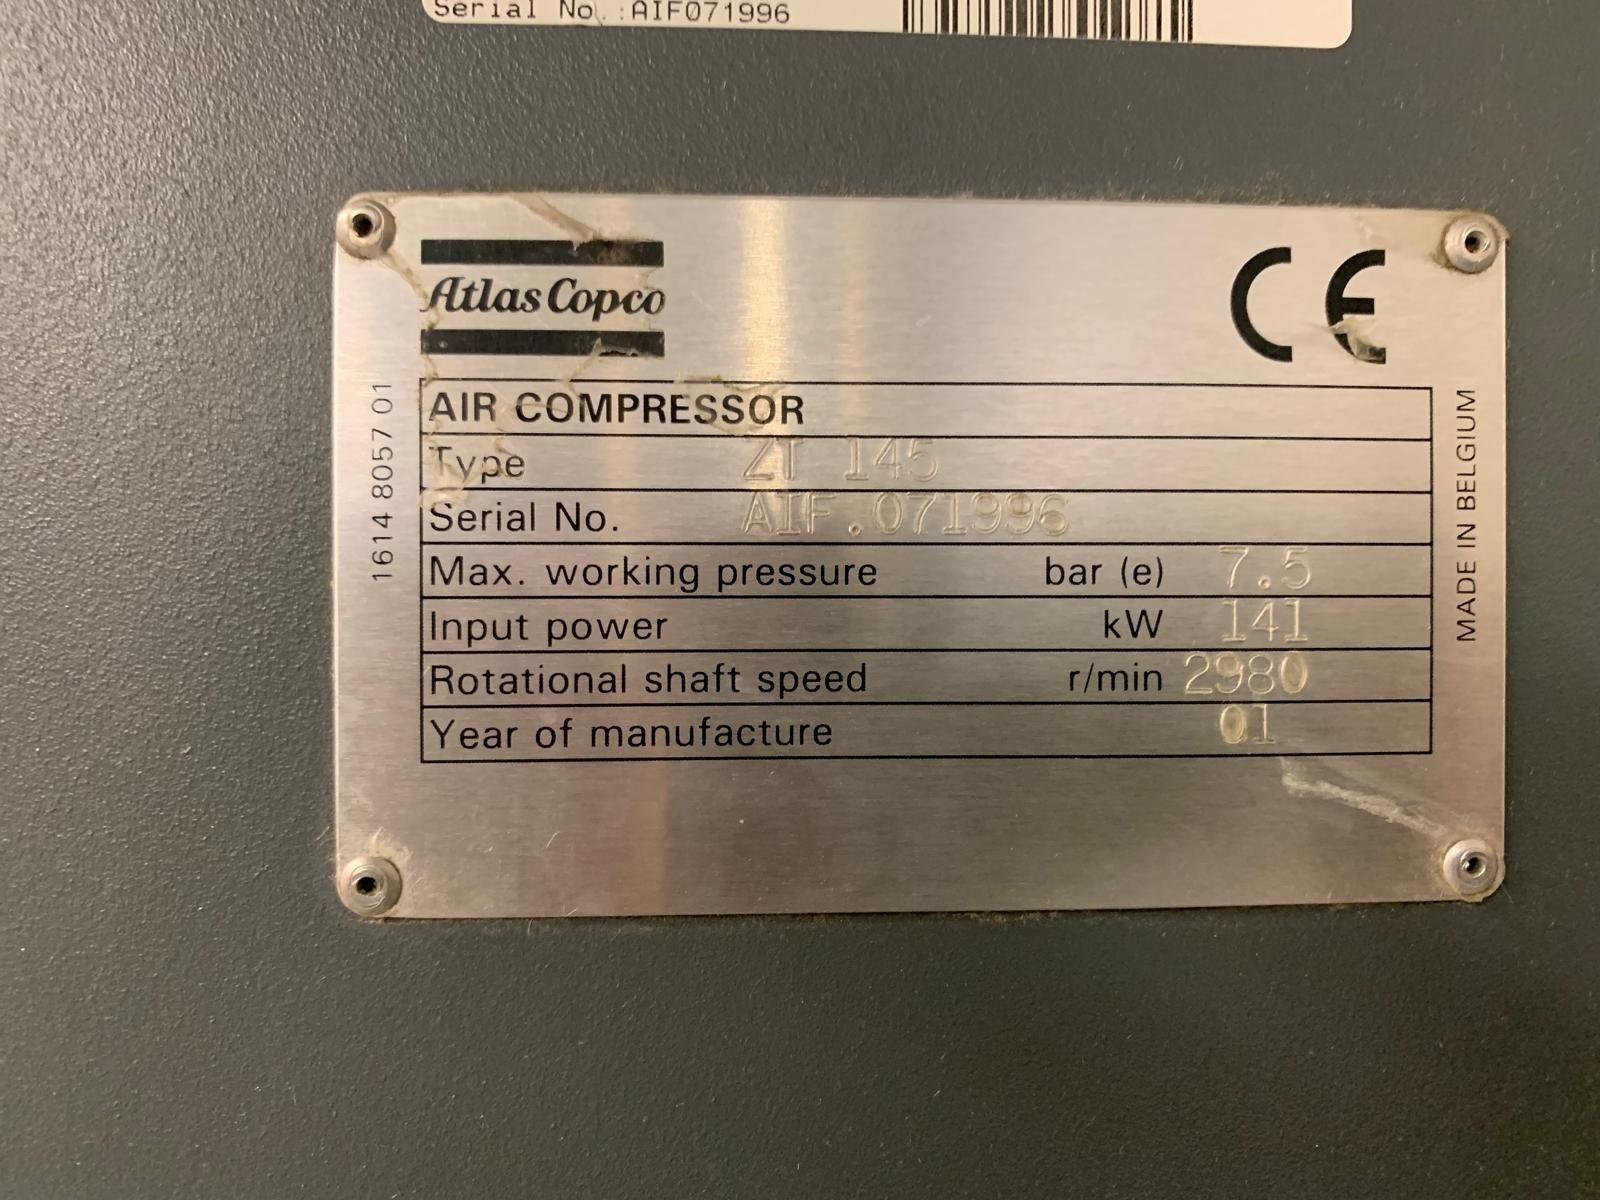 Serial No. :AIF071996
Atlas Copco
CE
AIR COMPRESSOR
Type ZT 145
Serial No. AIF.071996
Max. working pressure bar (e) 7.5
Input power kW 141
Rotational shaft speed r/min 2980
Year of manufacture 01
1614 8057 01
MADE IN BELGIUM